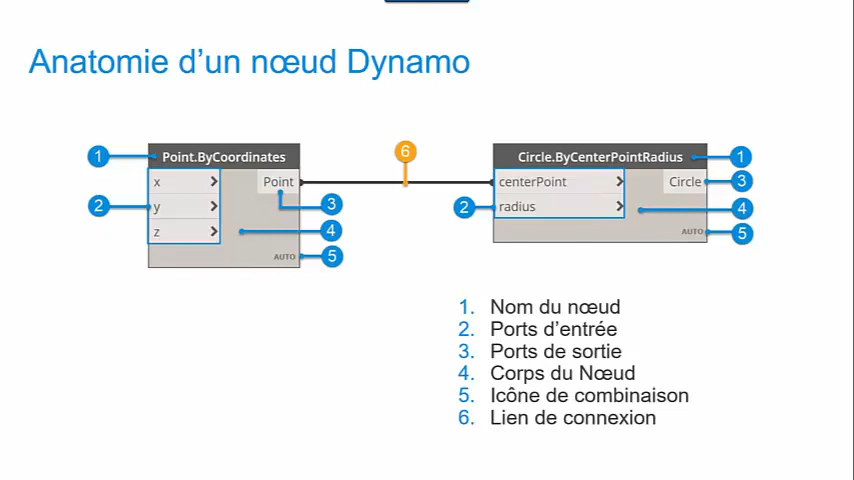 Anatomie d’un nœud Dynamo
6
1 Point.ByCoordinates
Circle.ByCenterPointRadius 1
x > Point
centerPoint > Circle 3
2 y > 3
2 radius > 4
z > 4
AUTO 5
AUTO 5
1. Nom du nœud
2. Ports d’entrée
3. Ports de sortie
4. Corps du Nœud
5. Icône de combinaison
6. Lien de connexion